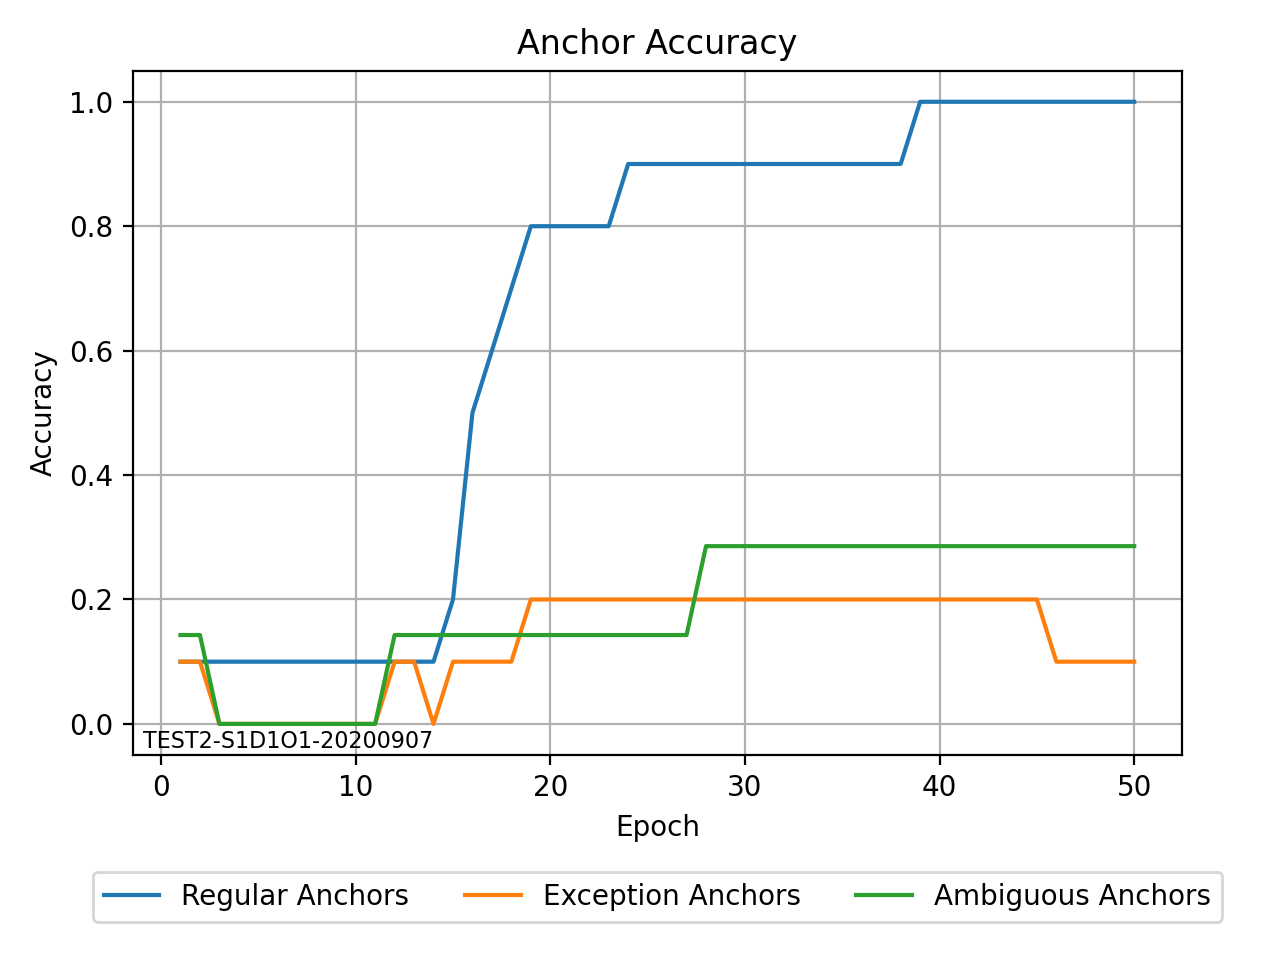 Anchor Accuracy
Accuracy
1.0
0.8
0.6
0.4
0.2
0.0
TEST2-S1D1O1-20200907
0 10 20 30 40 50
Epoch
Regular Anchors Exception Anchors Ambiguous Anchors